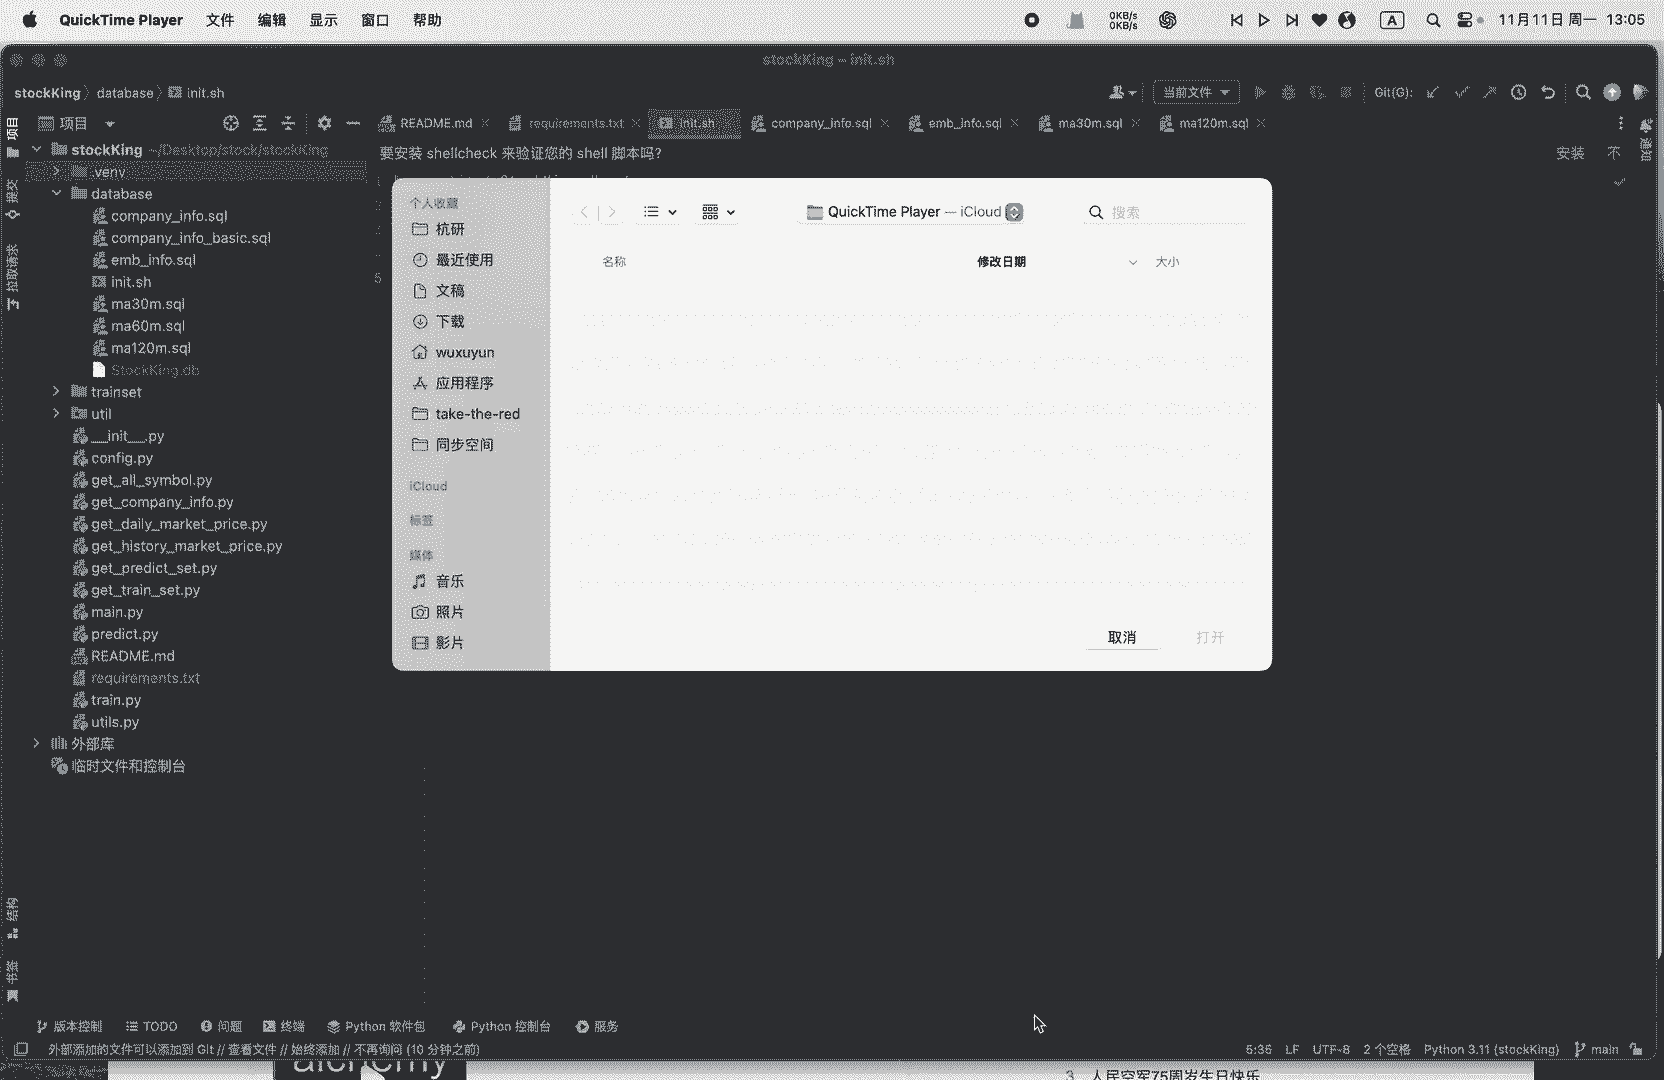 QuickTime Player 文件 编辑 显示 窗口 帮助 0KB/s 0KB/s A 11月11日 周一 13:05
stockKing – init.sh
stockKing database init.sh 当前文件 Git(G):
项目 README.md requirements.txt init.sh company_info.sql emb_info.sql ma30m.sql ma120m.sql
stockKing ~/Desktop/stock/stockKing
要安装 shellcheck 来验证您的 shell 脚本吗? 安装 不
.venv
database
company_info.sql
company_info_basic.sql
emb_info.sql
init.sh
ma30m.sql
ma60m.sql
ma120m.sql
StockKing.db
trainset
util
__init__.py
config.py
get_all_symbol.py
get_company_info.py
get_daily_market_price.py
get_history_market_price.py
get_predict_set.py
get_train_set.py
main.py
predict.py
README.md
requirements.txt
train.py
utils.py
外部库
临时文件和控制台
项目
提交
拉取请求
结构
书签
通知
5
个人收藏
杭研
最近使用
文稿
下载
wuxuyun
应用程序
take-the-red
同步空间
iCloud
标签
媒体
音乐
照片
影片
QuickTime Player — iCloud 搜索
名称 修改日期 大小
取消 打开
版本控制 TODO 问题 终端 Python 软件包 Python 控制台 服务
外部添加的文件可以添加到 Git // 查看文件 // 始终添加 // 不再询问 (10 分钟之前) 5:36 LF UTF-8 2 个空格 Python 3.11 (stockKing) main
alchemy
3 人民空军75周岁生日快乐